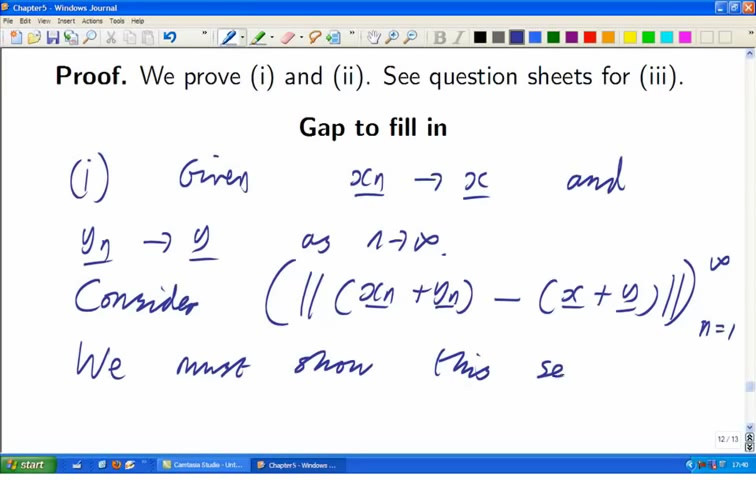 Chapter5 - Windows Journal
File Edit View Insert Actions Tools Help
Proof. We prove (i) and (ii). See question sheets for (iii).
Gap to fill in
(i) Given xn → x and
yn → y as n → ∞.
Consider (||(xn + yn) − (x + y)||)∞n=1
We must show this se
12 / 13
start Camtasia Studio - Unt... Chapter5 - Windows ... 17:40